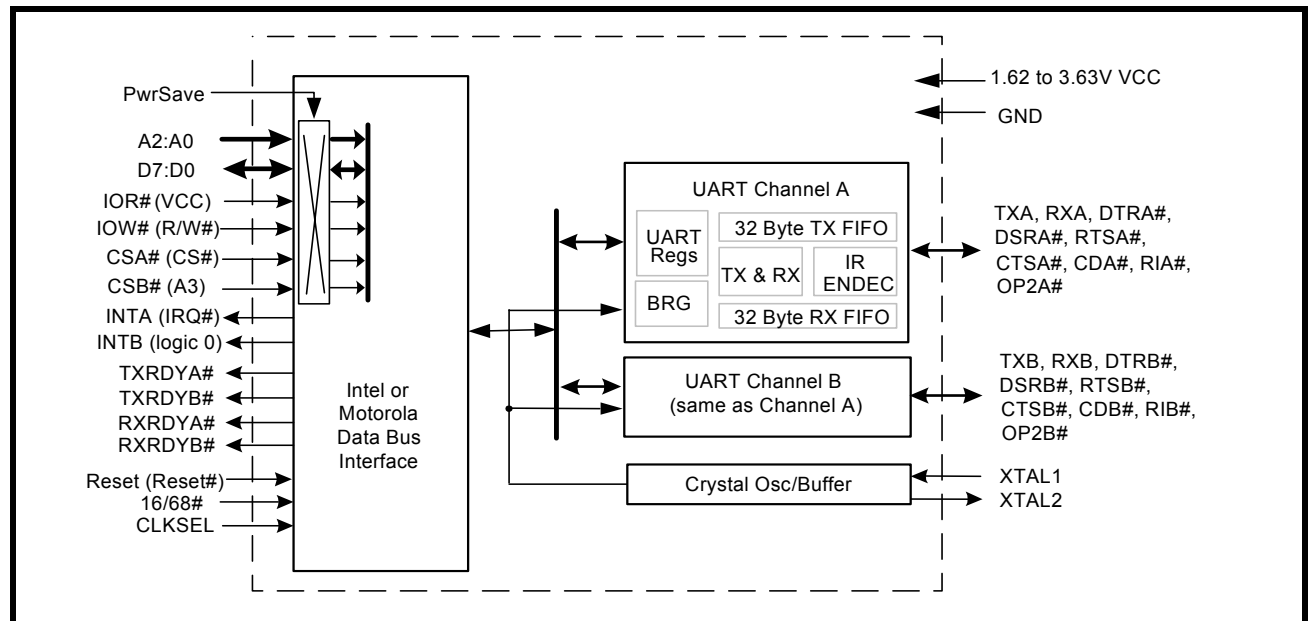 PwrSave
A2:A0
D7:D0
IOR# (VCC)
IOW# (R/W#)
CSA# (CS#)
CSB# (A3)
INTA (IRQ#)
INTB (logic 0)
TXRDYA#
TXRDYB#
RXRDYA#
RXRDYB#
Reset (Reset#)
16/68#
CLKSEL
Intel or
Motorola
Data Bus
Interface
UART Channel A
UART
Regs
BRG
32 Byte TX FIFO
TX & RX
IR
ENDEC
32 Byte RX FIFO
UART Channel B
(same as Channel A)
Crystal Osc/Buffer
1.62 to 3.63V VCC
GND
TXA, RXA, DTRA#,
DSRA#, RTSA#,
CTSA#, CDA#, RIA#,
OP2A#
TXB, RXB, DTRB#,
DSRB#, RTSB#,
CTSB#, CDB#, RIB#,
OP2B#
XTAL1
XTAL2